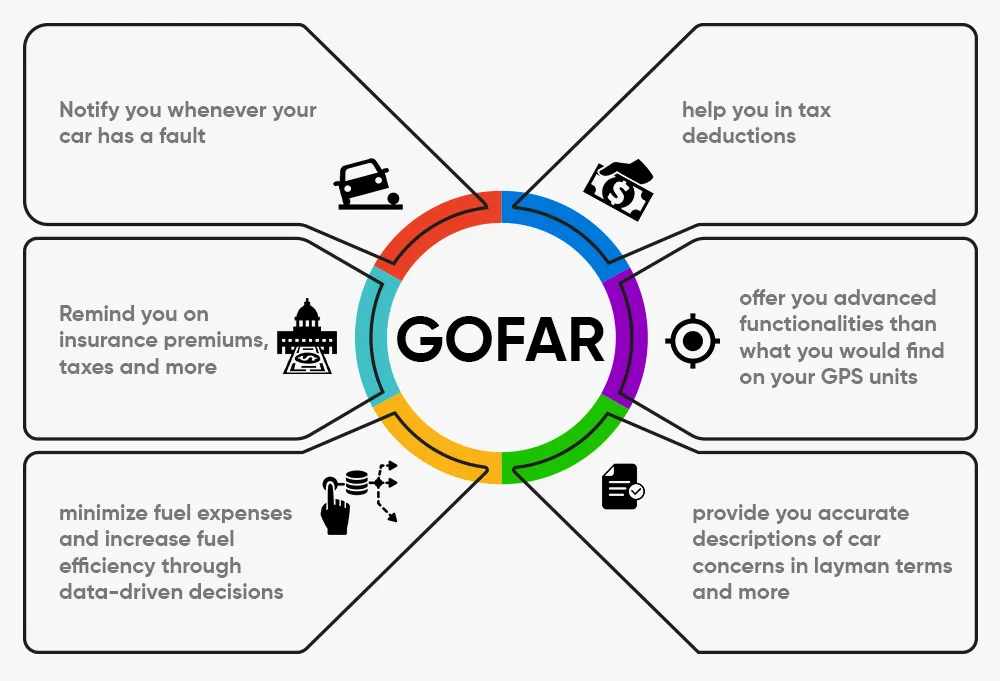 Notify you whenever your
car has a fault
help you in tax
deductions
Remind you on
insurance premiums,
taxes and more
GOFAR
offer you advanced
functionalities than
what you would find
on your GPS units
minimize fuel expenses
and increase fuel
efficiency through
data-driven decisions
provide you accurate
descriptions of car
concerns in layman terms
and more